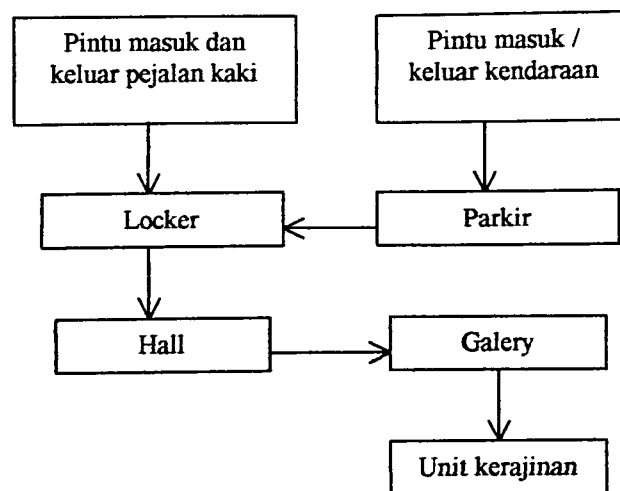 Pintu masuk dan
keluar pejalan kaki
Pintu masuk /
keluar kendaraan
Locker
Parkir
Hall
Galery
Unit kerajinan